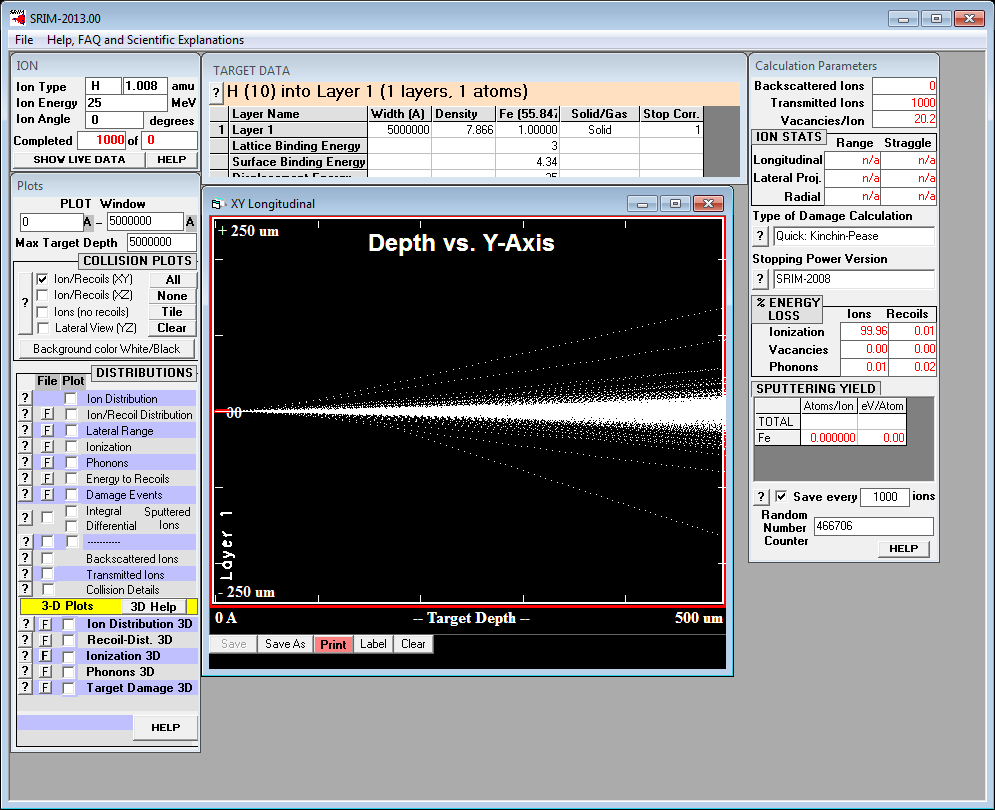 SRIM-2013.00
File Help, FAQ and Scientific Explanations
ION
Ion Type H 1.008 amu
Ion Energy 25 MeV
Ion Angle 0 degrees
Completed 1000 of 0
SHOW LIVE DATA HELP
Plots
PLOT Window
0 A - 5000000 A
Max Target Depth 5000000
COLLISION PLOTS
? Ion/Recoils (XY) All
Ion/Recoils (XZ) None
Ions (no recoils) Tile
Lateral View (YZ) Clear
Background color White/Black
DISTRIBUTIONS
File Plot
? Ion Distribution
? F Ion/Recoil Distribution
? F Lateral Range
? F Ionization
? F Phonons
? F Energy to Recoils
? F Damage Events
? Integral Sputtered
Differential Ions
? -----------
? Backscattered Ions
? Transmitted Ions
? Collision Details
3-D Plots 3D Help
? F Ion Distribution 3D
? F Recoil-Dist. 3D
? F Ionization 3D
? F Phonons 3D
? F Target Damage 3D
HELP
TARGET DATA
? H (10) into Layer 1 (1 layers, 1 atoms)
Layer Name Width (A) Density Fe (55.847 Solid/Gas Stop Corr.
1 Layer 1 5000000 7.866 1.00000 Solid 1
Lattice Binding Energy 3
Surface Binding Energy 4.34
Displacement Energy 25
XY Longitudinal
+ 250 um
Depth vs. Y-Axis
Layer 1
- 250 um
0 A -- Target Depth -- 500 um
Save Save As Print Label Clear
Calculation Parameters
Backscattered Ions 0
Transmitted Ions 1000
Vacancies/Ion 20.2
ION STATS Range Straggle
Longitudinal n/a n/a
Lateral Proj. n/a n/a
Radial n/a n/a
Type of Damage Calculation
? Quick: Kinchin-Pease
Stopping Power Version
? SRIM-2008
% ENERGY LOSS Ions Recoils
Ionization 99.96 0.01
Vacancies 0.00 0.00
Phonons 0.01 0.02
SPUTTERING YIELD
Atoms/Ion eV/Atom
TOTAL
Fe 0.000000 0.00
? Save every 1000 ions
Random Number Counter 466706
HELP